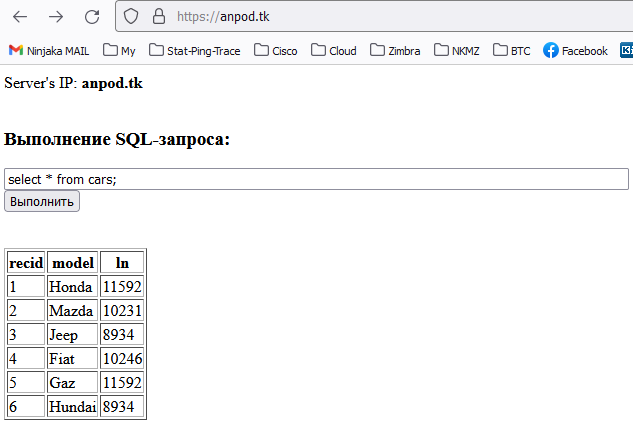 https://anpod.tk
Ninjaka MAIL My Stat-Ping-Trace Cisco Cloud Zimbra NKMZ BTC Facebook
Server's IP: anpod.tk
Выполнение SQL-запроса:
select * from cars;
Выполнить
recid model ln
1 Honda 11592
2 Mazda 10231
3 Jeep 8934
4 Fiat 10246
5 Gaz 11592
6 Hundai 8934